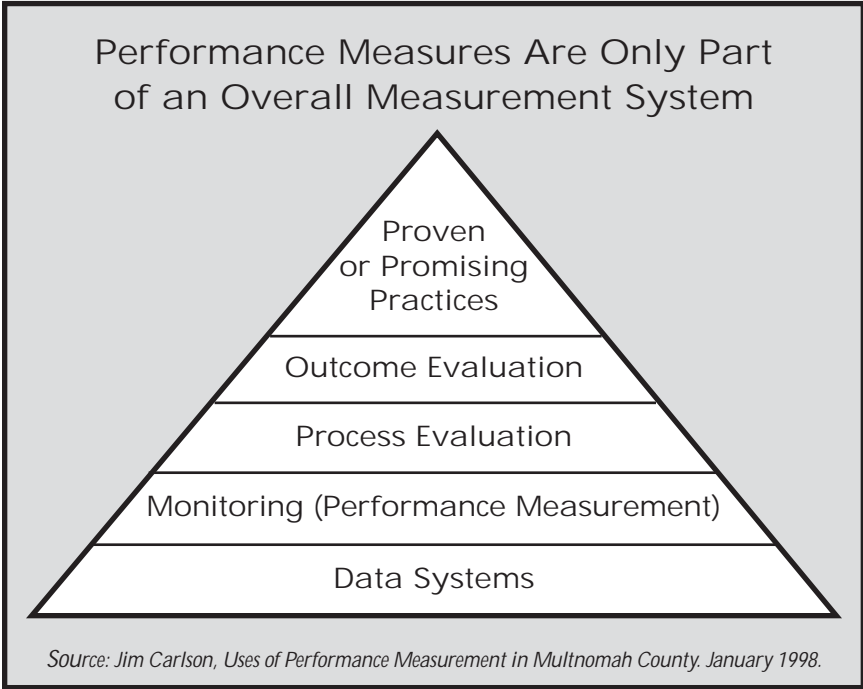 Performance Measures Are Only Part
of an Overall Measurement System
Proven
or Promising
Practices
Outcome Evaluation
Process Evaluation
Monitoring (Performance Measurement)
Data Systems
Source: Jim Carlson, Uses of Performance Measurement in Multnomah County. January 1998.